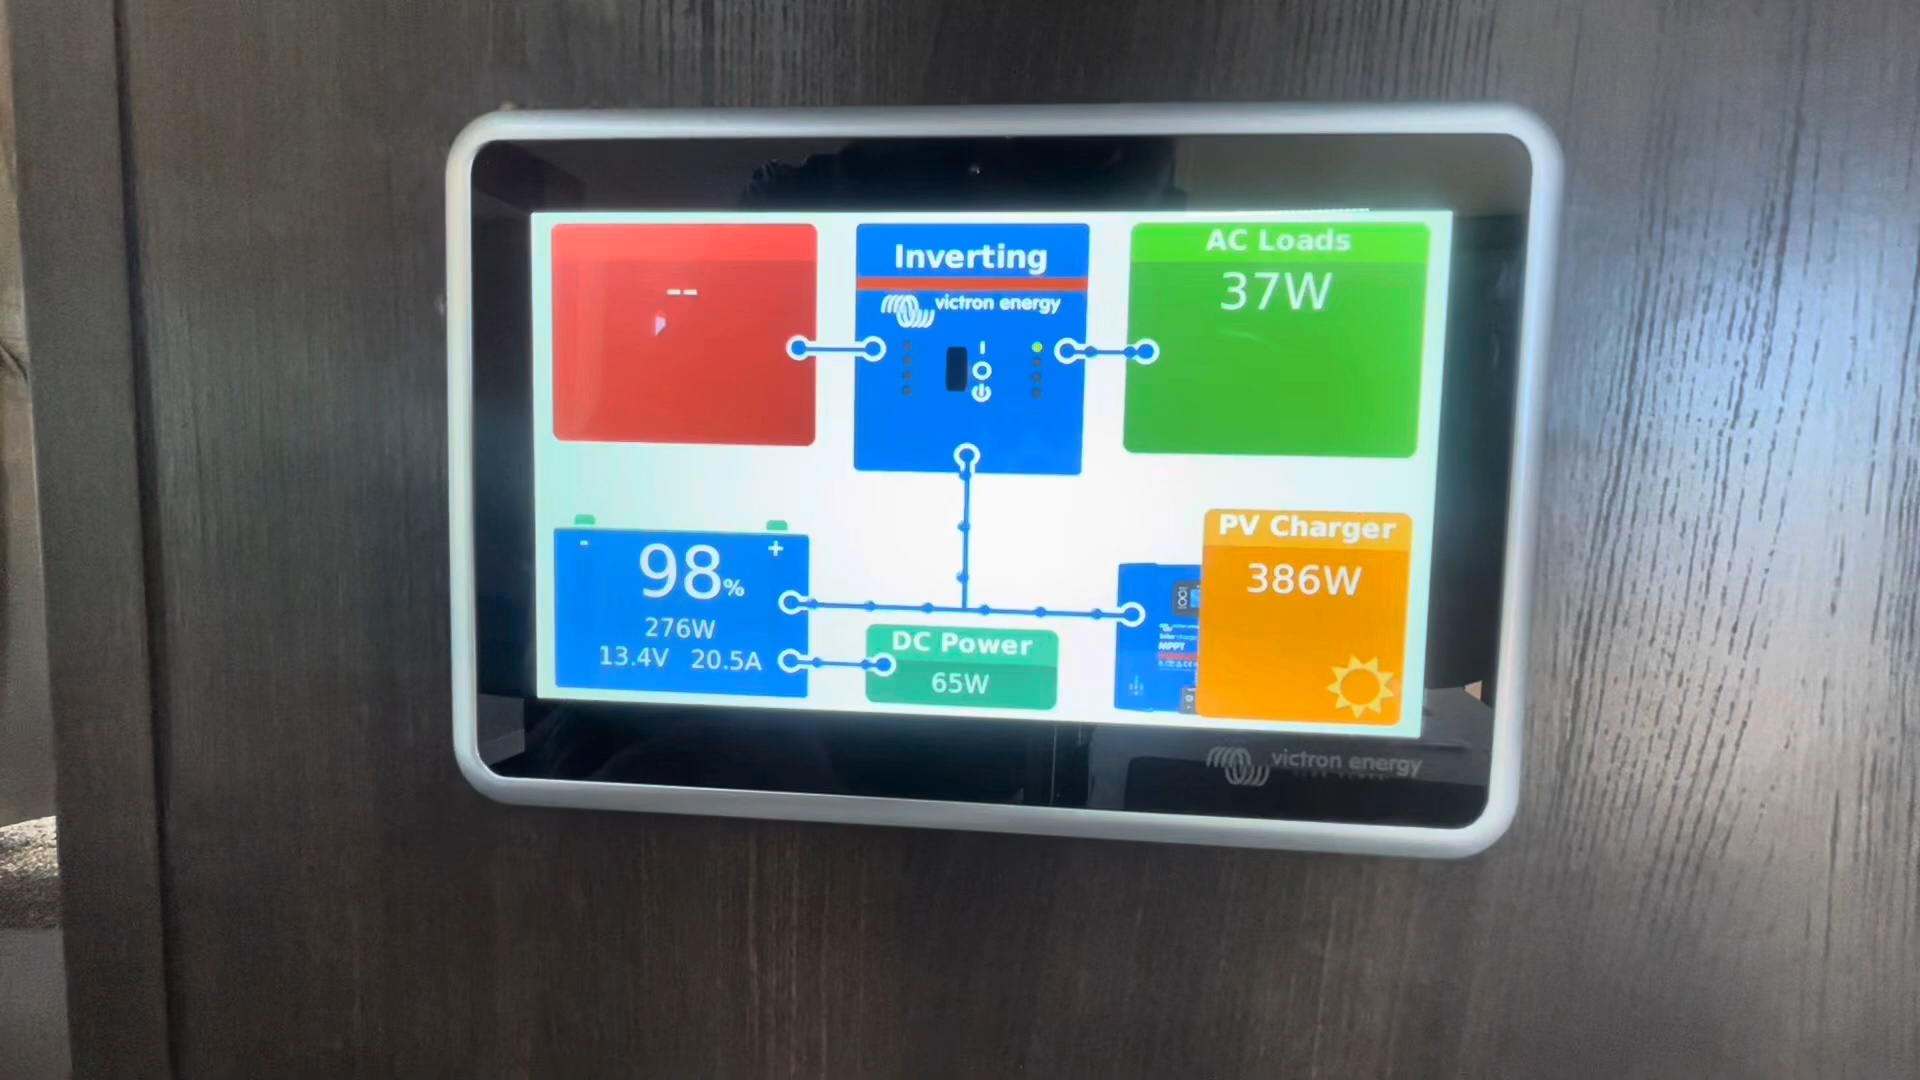 --
Inverting
victron energy
AC Loads
37W
- +
98%
276W
13.4V 20.5A
DC Power
65W
MPPT
PV Charger
386W
victron energy